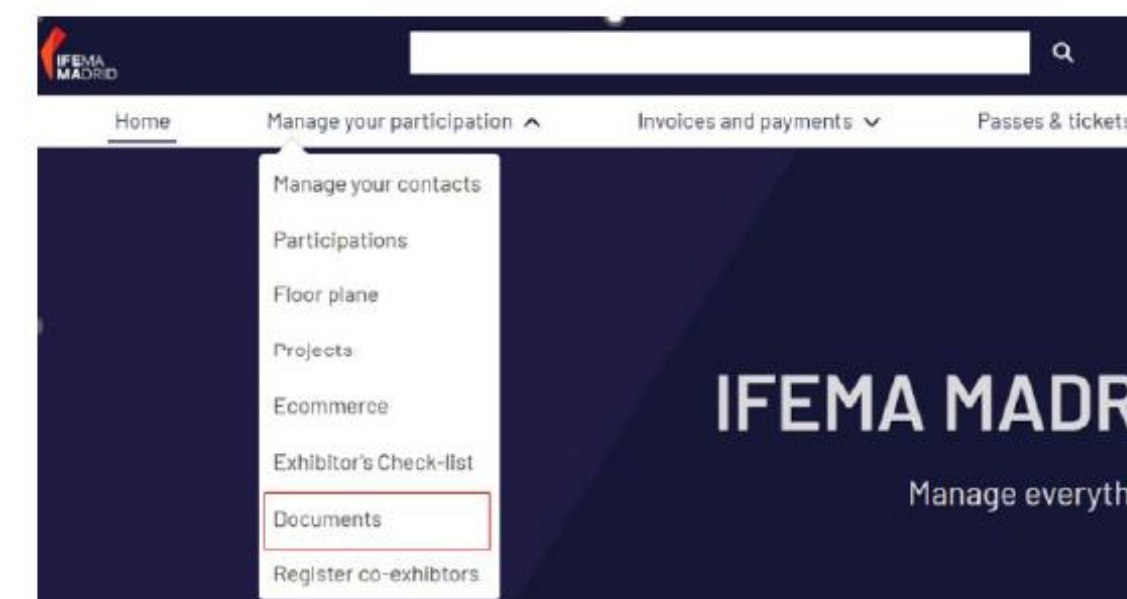 IFEMA
MADRID
Home Manage your participation Invoices and payments Passes & tickets
Manage your contacts
Participations
Floor plane
Projects
Ecommerce
Exhibitor's Check-list
Documents
Register co-exhibtors
IFEMA MADR
Manage everyth